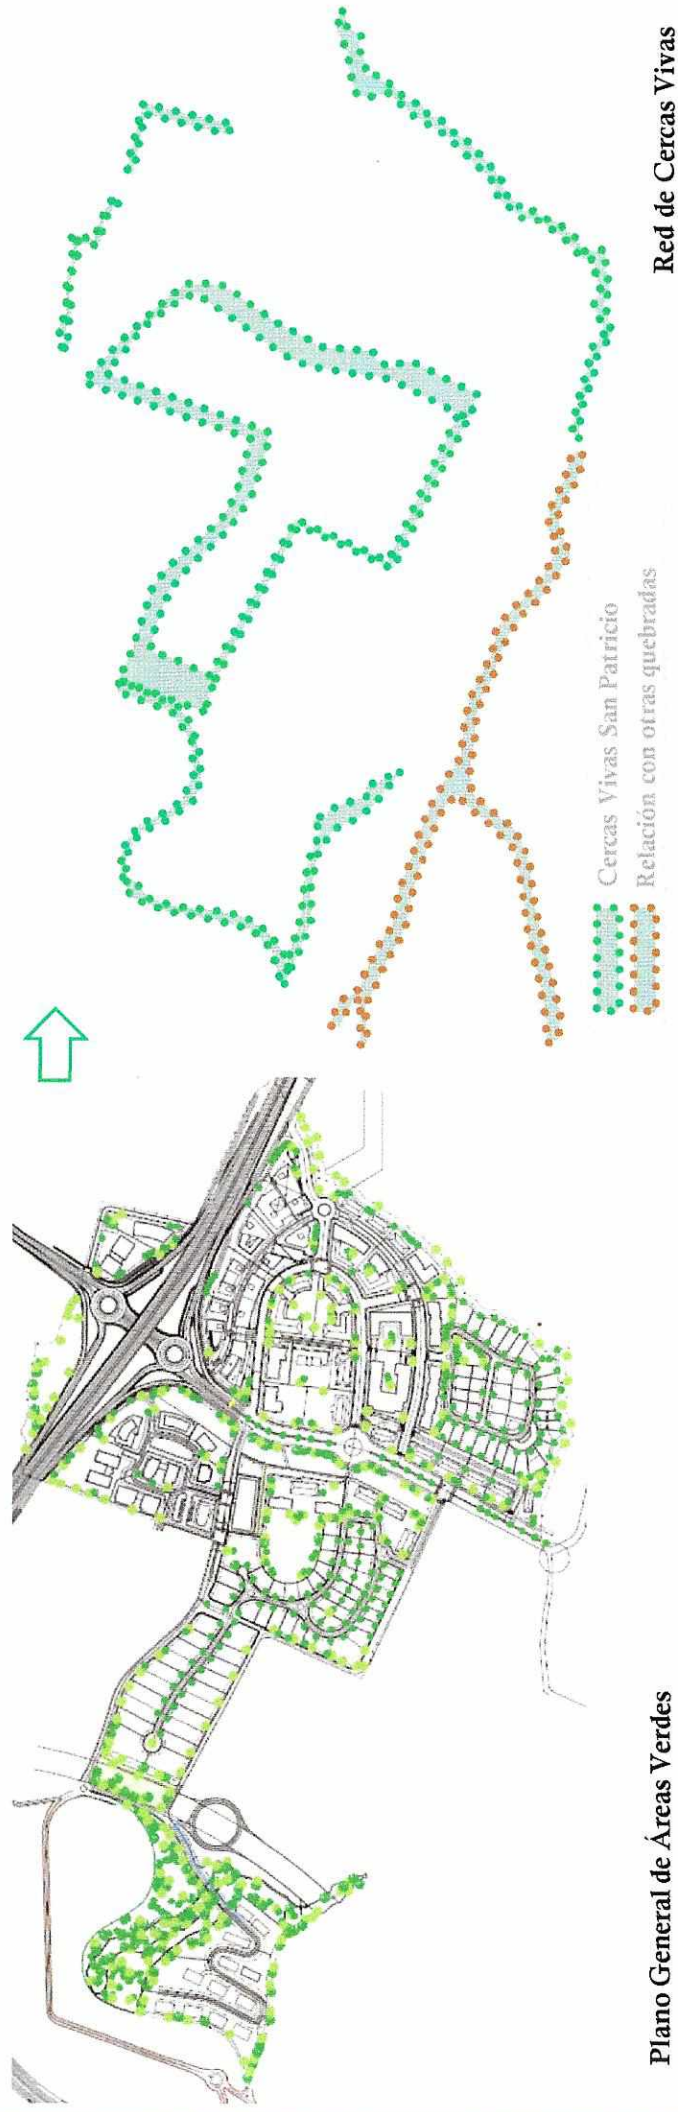 Plano General de Áreas Verdes
Cercas Vivas San Patricio
Relación con otras quebradas
Red de Cercas Vivas